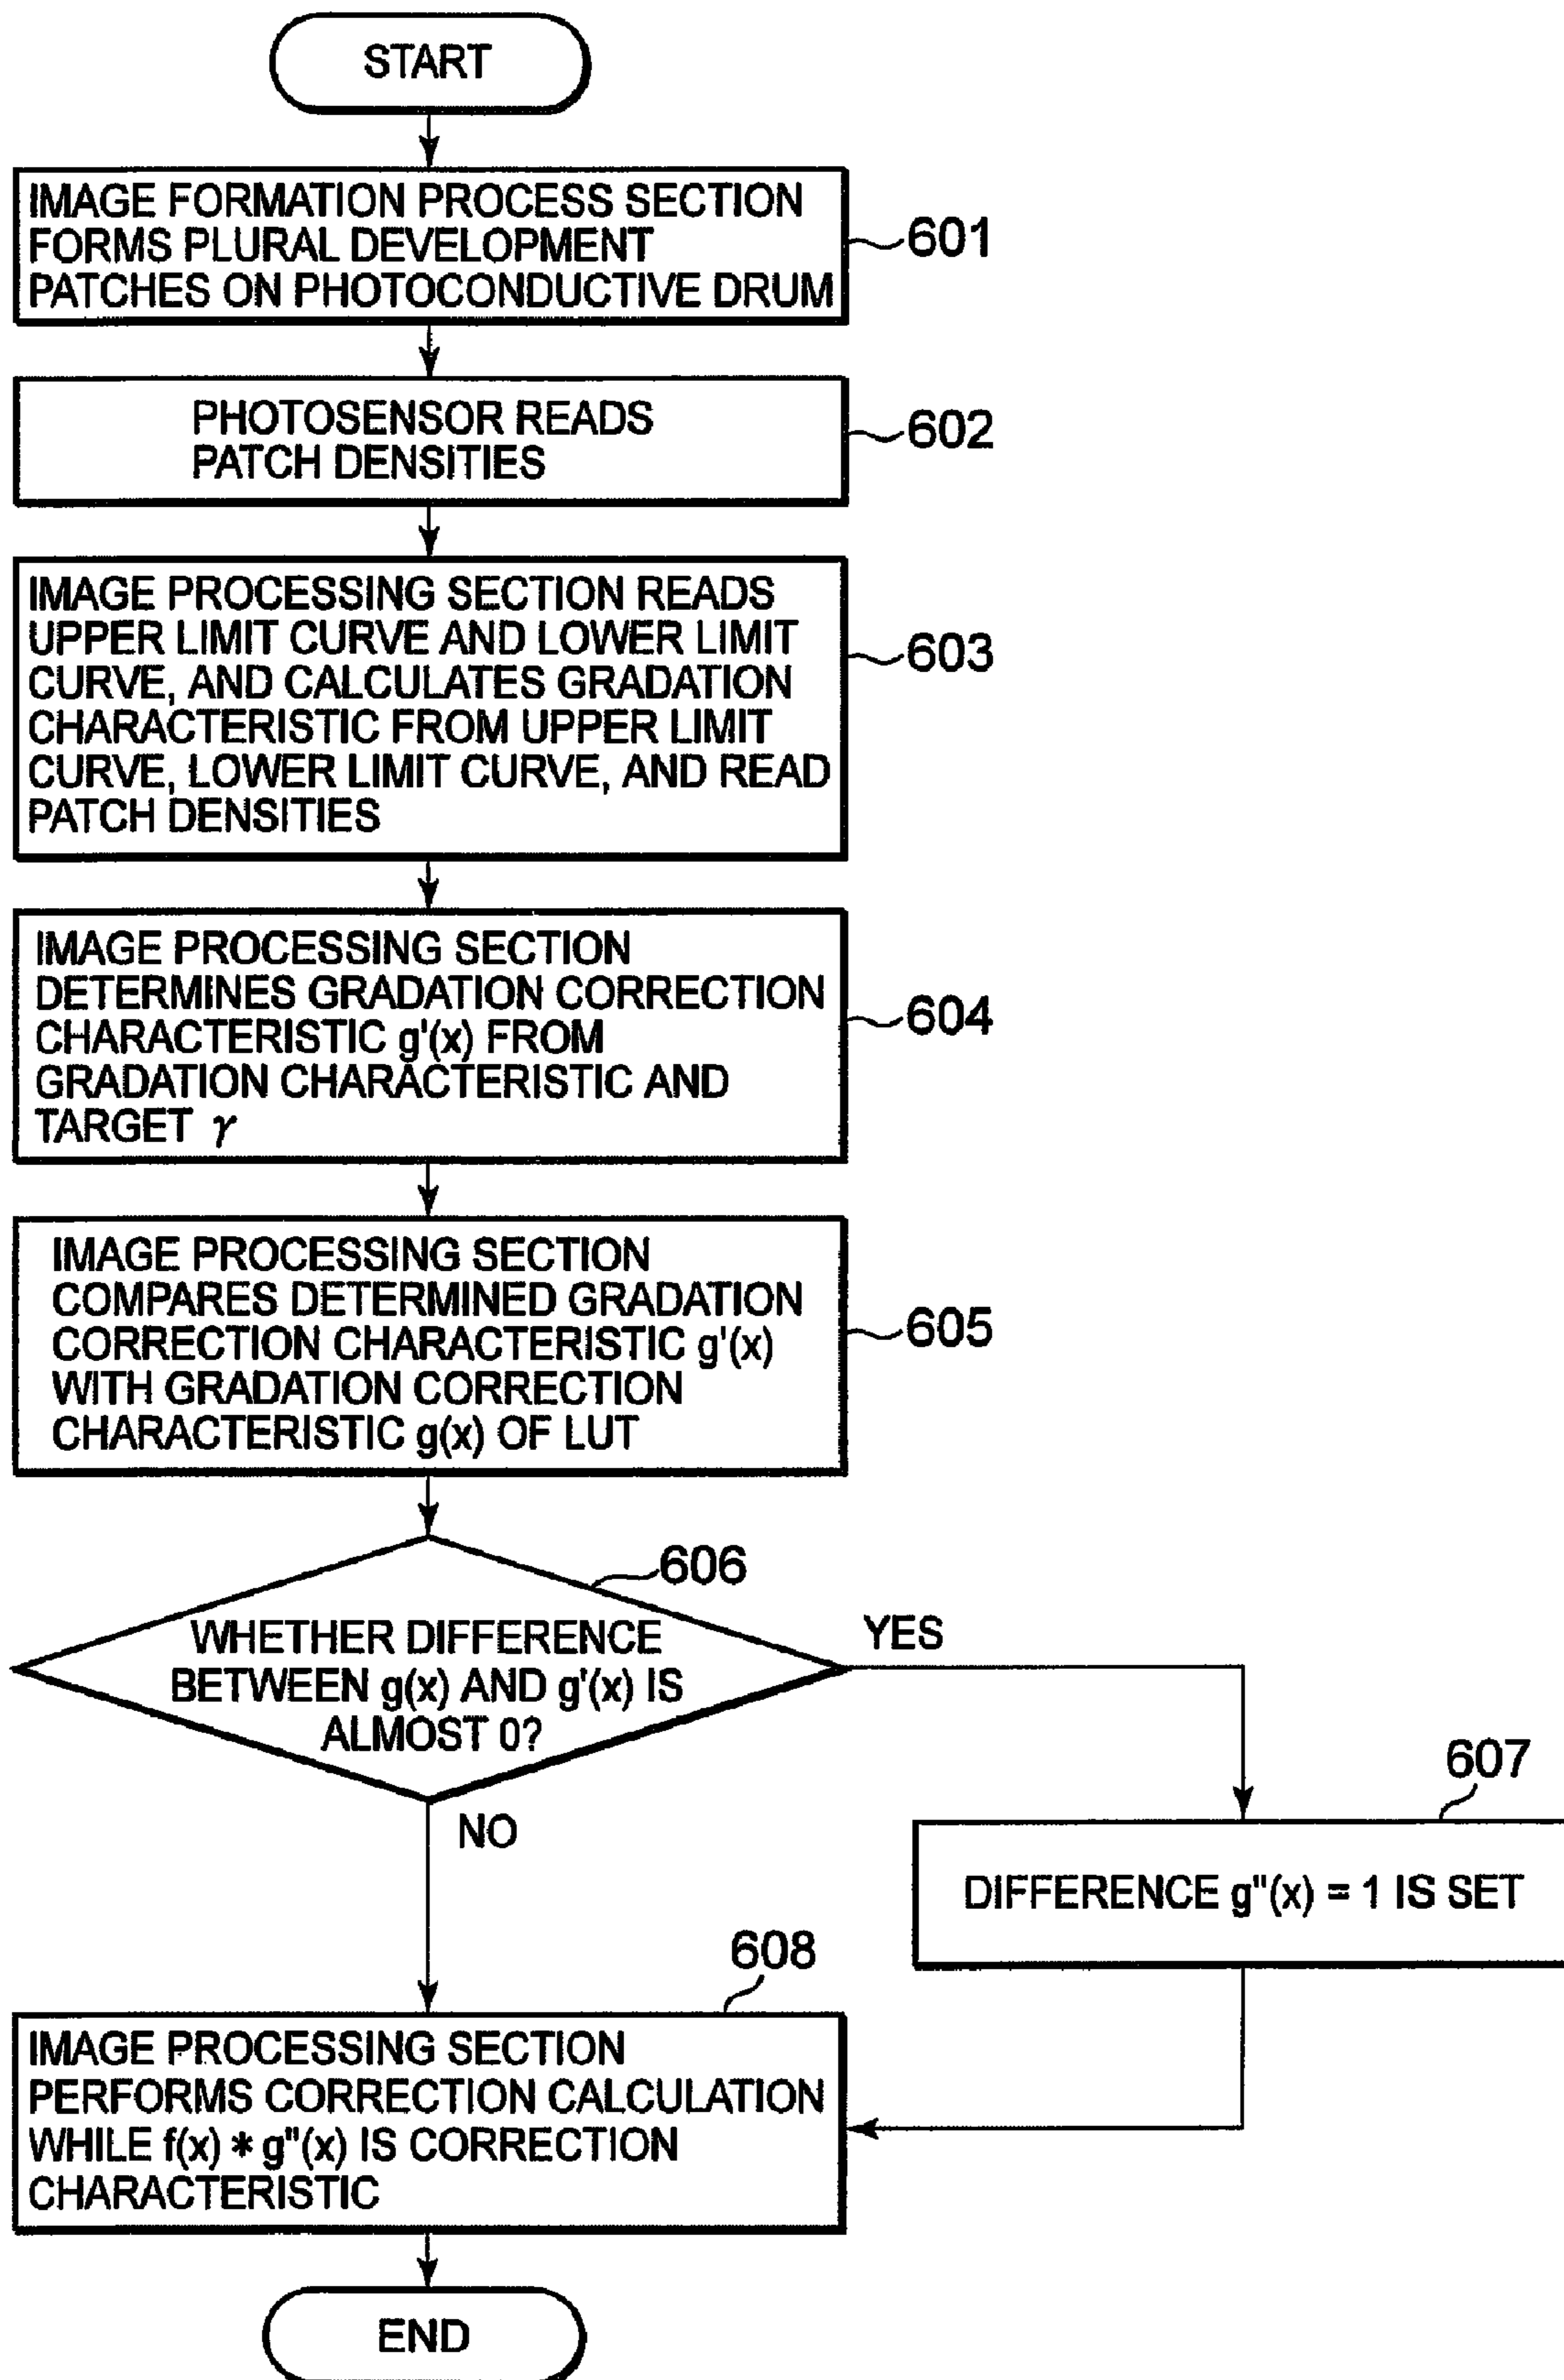 START
IMAGE FORMATION PROCESS SECTION
FORMS PLURAL DEVELOPMENT
PATCHES ON PHOTOCONDUCTIVE DRUM
601
PHOTOSENSOR READS
PATCH DENSITIES
602
IMAGE PROCESSING SECTION READS
UPPER LIMIT CURVE AND LOWER LIMIT
CURVE, AND CALCULATES GRADATION
CHARACTERISTIC FROM UPPER LIMIT
CURVE, LOWER LIMIT CURVE, AND READ
PATCH DENSITIES
603
IMAGE PROCESSING SECTION
DETERMINES GRADATION CORRECTION
CHARACTERISTIC g'(x) FROM
GRADATION CHARACTERISTIC AND
TARGET γ
604
IMAGE PROCESSING SECTION
COMPARES DETERMINED GRADATION
CORRECTION CHARACTERISTIC g'(x)
WITH GRADATION CORRECTION
CHARACTERISTIC g(x) OF LUT
605
606
WHETHER DIFFERENCE
BETWEEN g(x) AND g'(x) IS
ALMOST 0?
YES
NO
607
DIFFERENCE g"(x) = 1 IS SET
608
IMAGE PROCESSING SECTION
PERFORMS CORRECTION CALCULATION
WHILE f(x) * g"(x) IS CORRECTION
CHARACTERISTIC
END